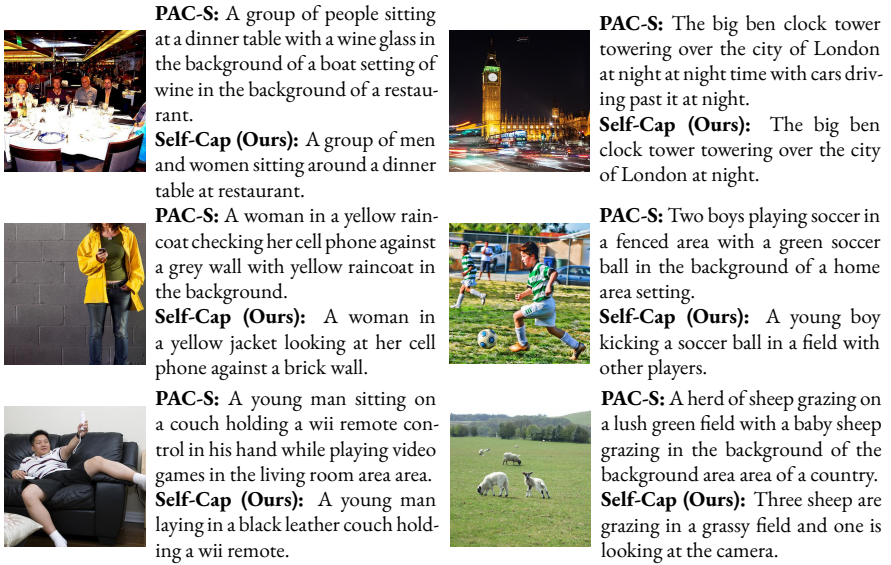 PAC-S: A group of people sitting
at a dinner table with a wine glass in
the background of a boat setting of
wine in the background of a restau-
rant.
Self-Cap (Ours): A group of men
and women sitting around a dinner
table at restaurant.
PAC-S: The big ben clock tower
towering over the city of London
at night at night time with cars driv-
ing past it at night.
Self-Cap (Ours): The big ben
clock tower towering over the city
of London at night.
PAC-S: A woman in a yellow rain-
coat checking her cell phone against
a grey wall with yellow raincoat in
the background.
Self-Cap (Ours): A woman in
a yellow jacket looking at her cell
phone against a brick wall.
PAC-S: Two boys playing soccer in
a fenced area with a green soccer
ball in the background of a home
area setting.
Self-Cap (Ours): A young boy
kicking a soccer ball in a field with
other players.
PAC-S: A young man sitting on
a couch holding a wii remote con-
trol in his hand while playing video
games in the living room area area.
Self-Cap (Ours): A young man
laying in a black leather couch hold-
ing a wii remote.
PAC-S: A herd of sheep grazing on
a lush green field with a baby sheep
grazing in the background of the
background area area of a country.
Self-Cap (Ours): Three sheep are
grazing in a grassy field and one is
looking at the camera.